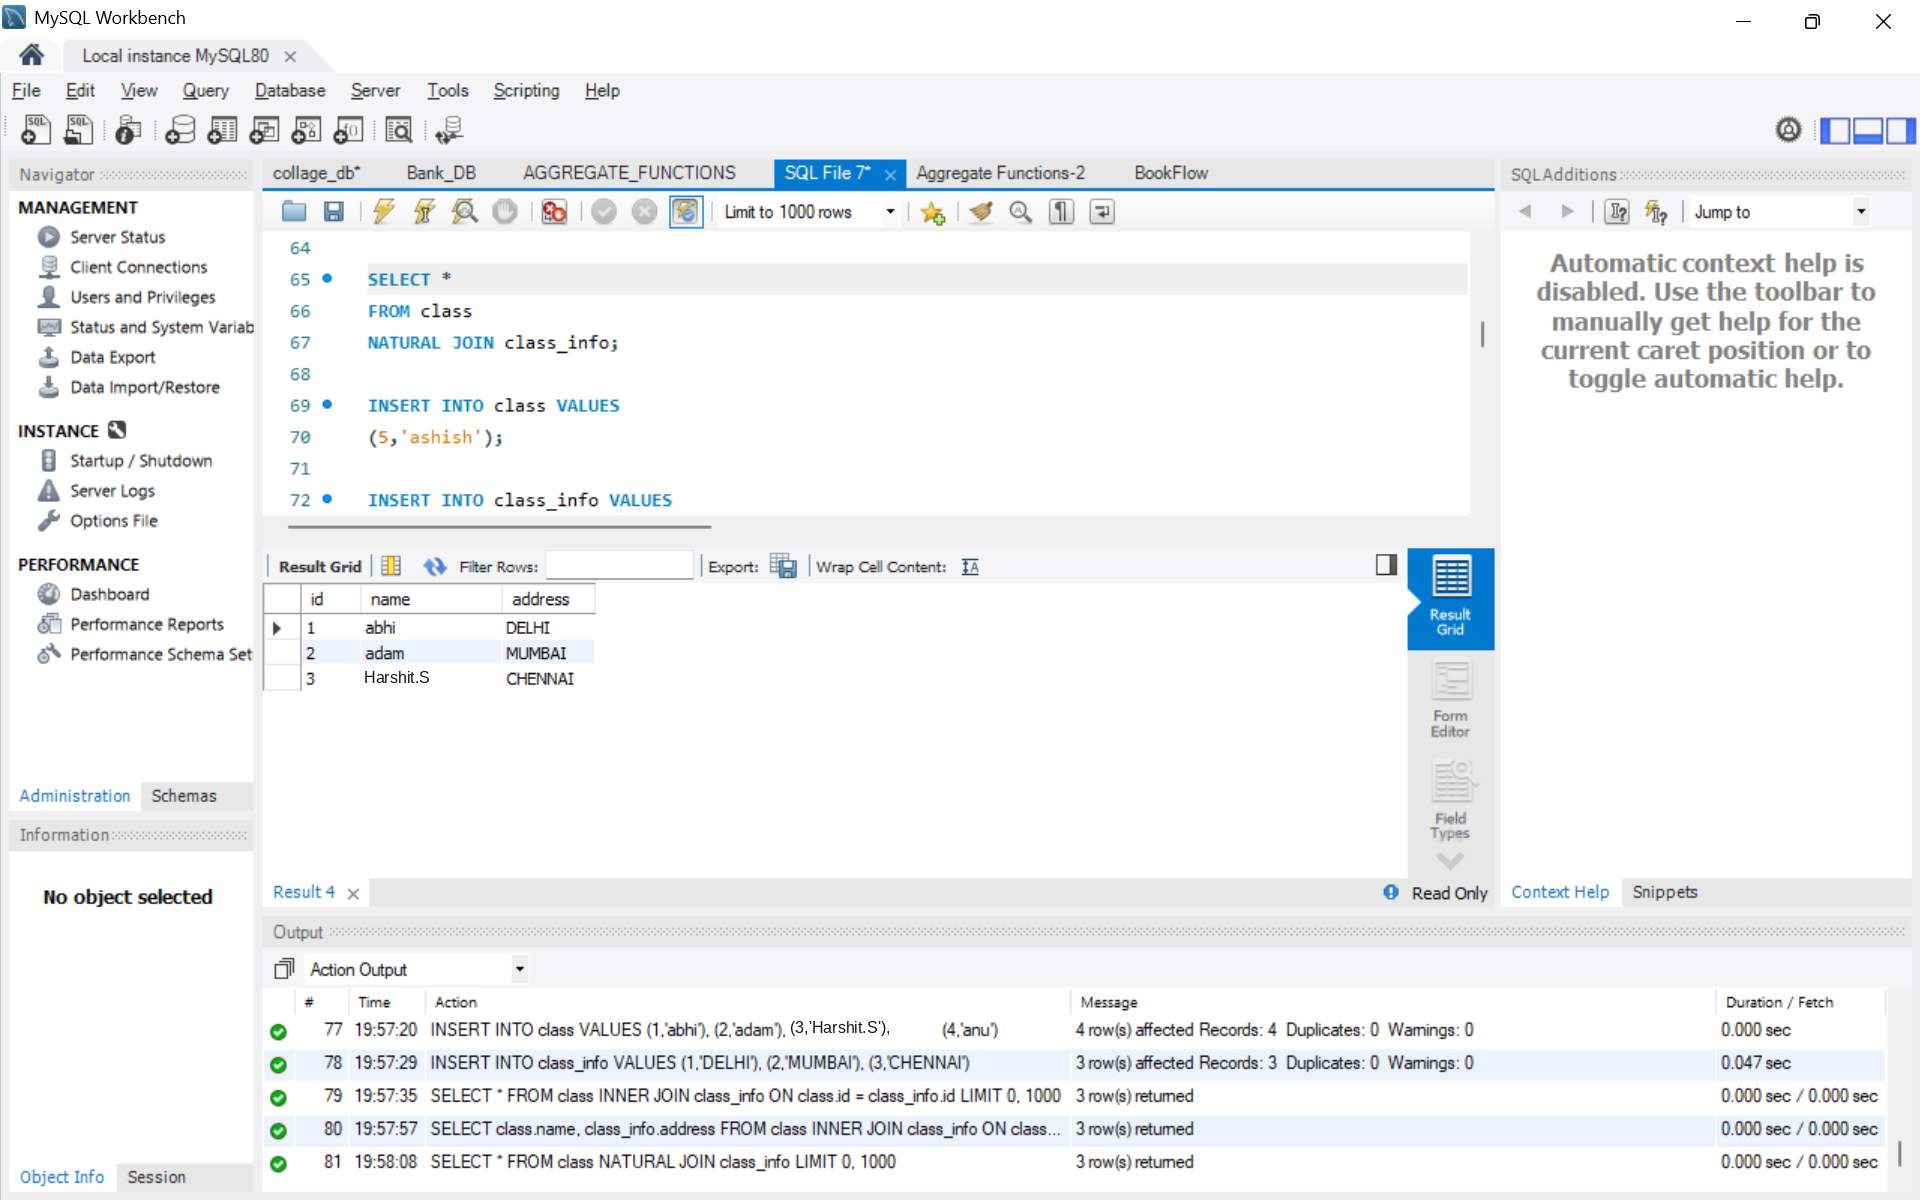 MySQL Workbench
Local instance MySQL80
File Edit View Query Database Server Tools Scripting Help
Navigator
MANAGEMENT
Server Status
Client Connections
Users and Privileges
Status and System Variab
Data Export
Data Import/Restore
INSTANCE
Startup / Shutdown
Server Logs
Options File
PERFORMANCE
Dashboard
Performance Reports
Performance Schema Set
Administration Schemas
Information
No object selected
Object Info Session
collage_db* Bank_DB AGGREGATE_FUNCTIONS SQL File 7* Aggregate Functions-2 BookFlow
Limit to 1000 rows
64
65 SELECT *
66 FROM class
67 NATURAL JOIN class_info;
68
69 INSERT INTO class VALUES
70 (5,'ashish');
71
72 INSERT INTO class_info VALUES
Result Grid Filter Rows: Export: Wrap Cell Content:
id name address
1 abhi DELHI
2 adam MUMBAI
3 Harshit.S CHENNAI
Result Grid
Form Editor
Field Types
Result 4
Read Only
SQLAdditions
Jump to
Automatic context help is
disabled. Use the toolbar to
manually get help for the
current caret position or to
toggle automatic help.
Context Help Snippets
Output
Action Output
# Time Action Message Duration / Fetch
77 19:57:20 INSERT INTO class VALUES (1,'abhi'), (2,'adam'), (3,'Harshit.S'), (4,'anu') 4 row(s) affected Records: 4 Duplicates: 0 Warnings: 0 0.000 sec
78 19:57:29 INSERT INTO class_info VALUES (1,'DELHI'), (2,'MUMBAI'), (3,'CHENNAI') 3 row(s) affected Records: 3 Duplicates: 0 Warnings: 0 0.047 sec
79 19:57:35 SELECT * FROM class INNER JOIN class_info ON class.id = class_info.id LIMIT 0, 1000 3 row(s) returned 0.000 sec / 0.000 sec
80 19:57:57 SELECT class.name, class_info.address FROM class INNER JOIN class_info ON class... 3 row(s) returned 0.000 sec / 0.000 sec
81 19:58:08 SELECT * FROM class NATURAL JOIN class_info LIMIT 0, 1000 3 row(s) returned 0.000 sec / 0.000 sec